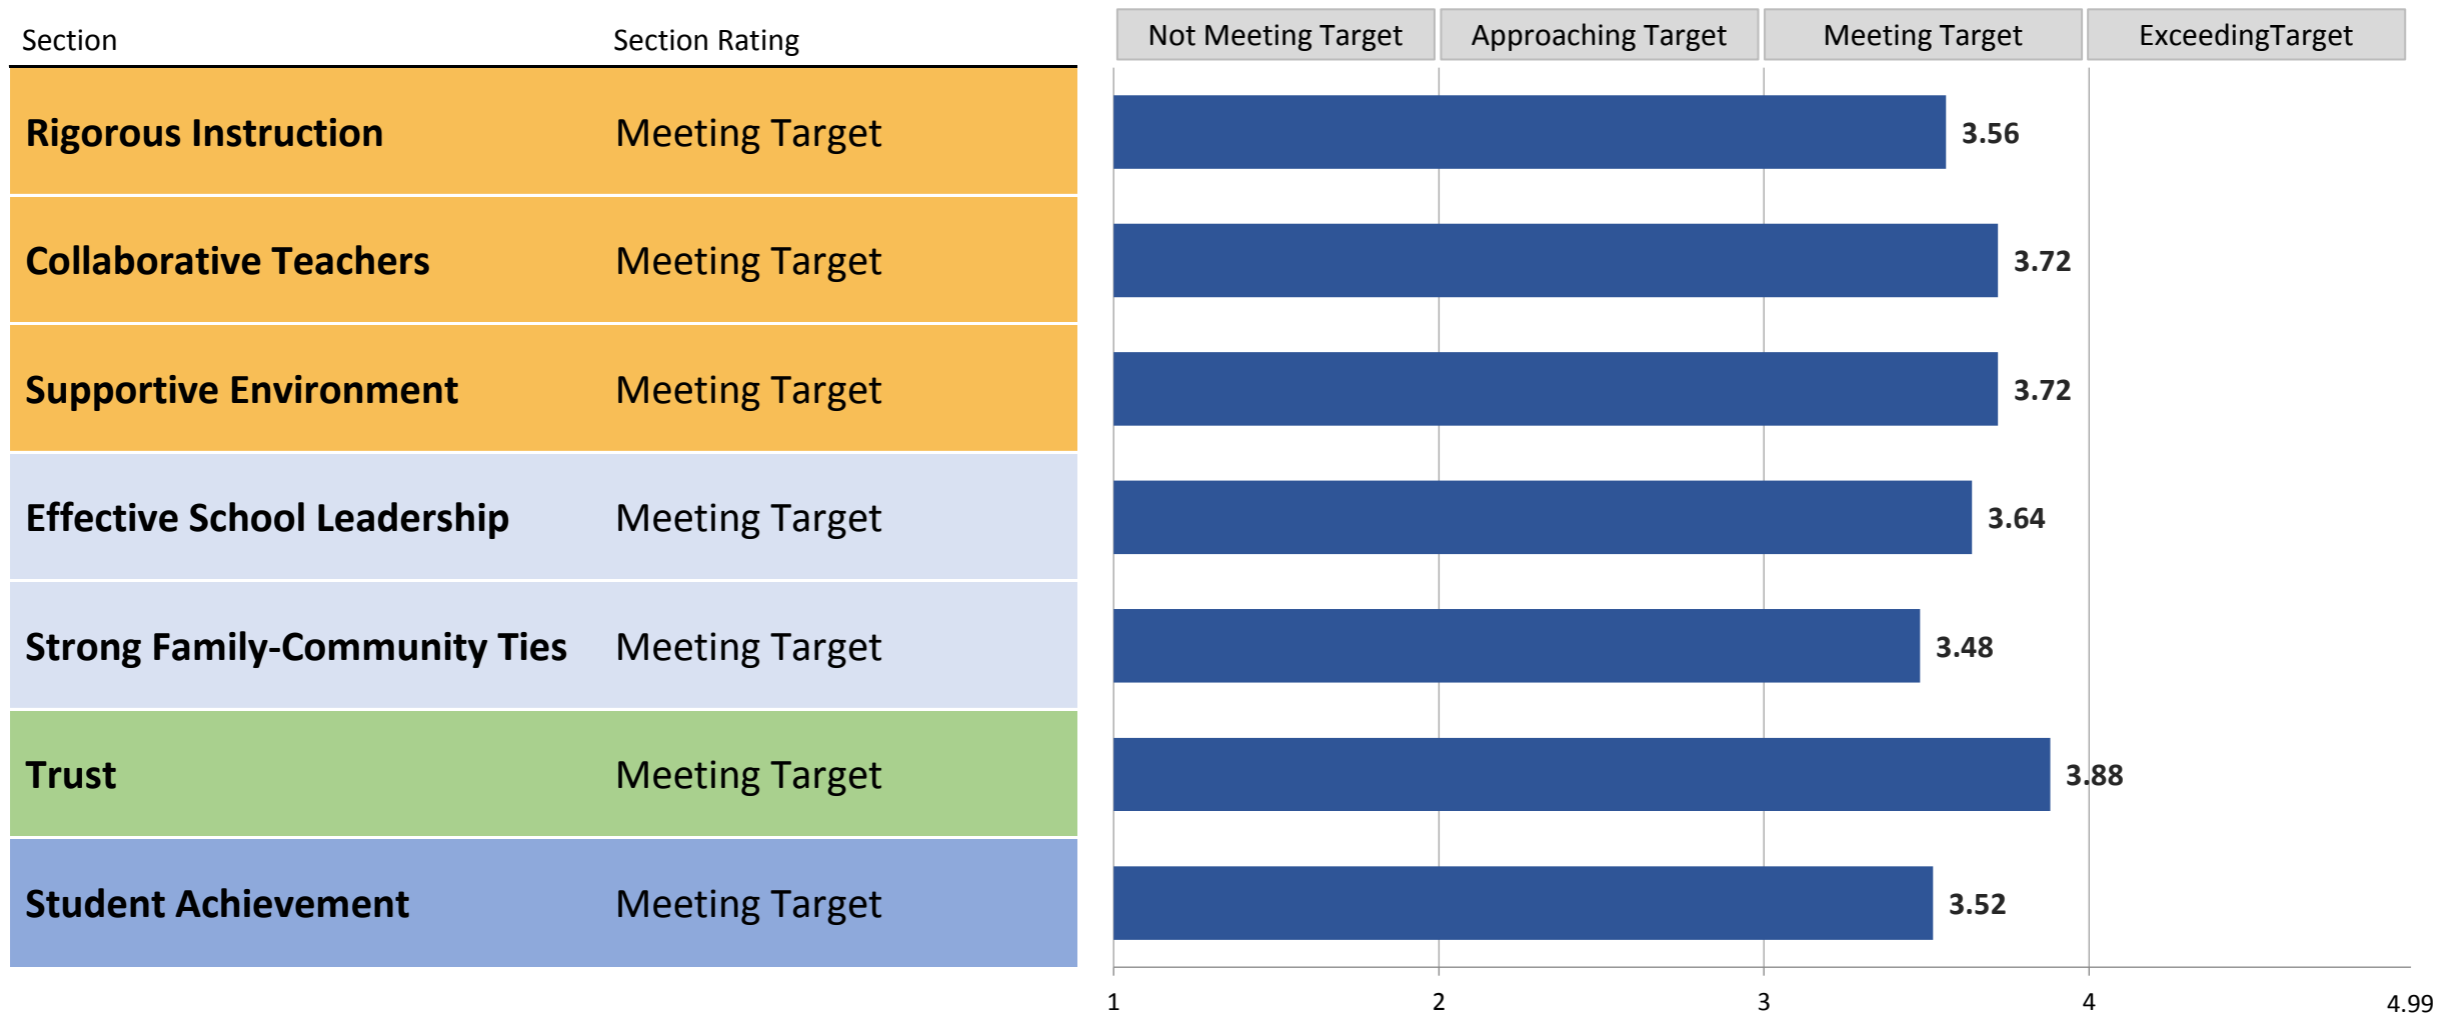 Section Section Rating Not Meeting Target Approaching Target Meeting Target ExceedingTarget
Rigorous Instruction Meeting Target 3.56
Collaborative Teachers Meeting Target 3.72
Supportive Environment Meeting Target 3.72
Effective School Leadership Meeting Target 3.64
Strong Family-Community Ties Meeting Target 3.48
Trust Meeting Target 3.88
Student Achievement Meeting Target 3.52
1 2 3 4 4.99